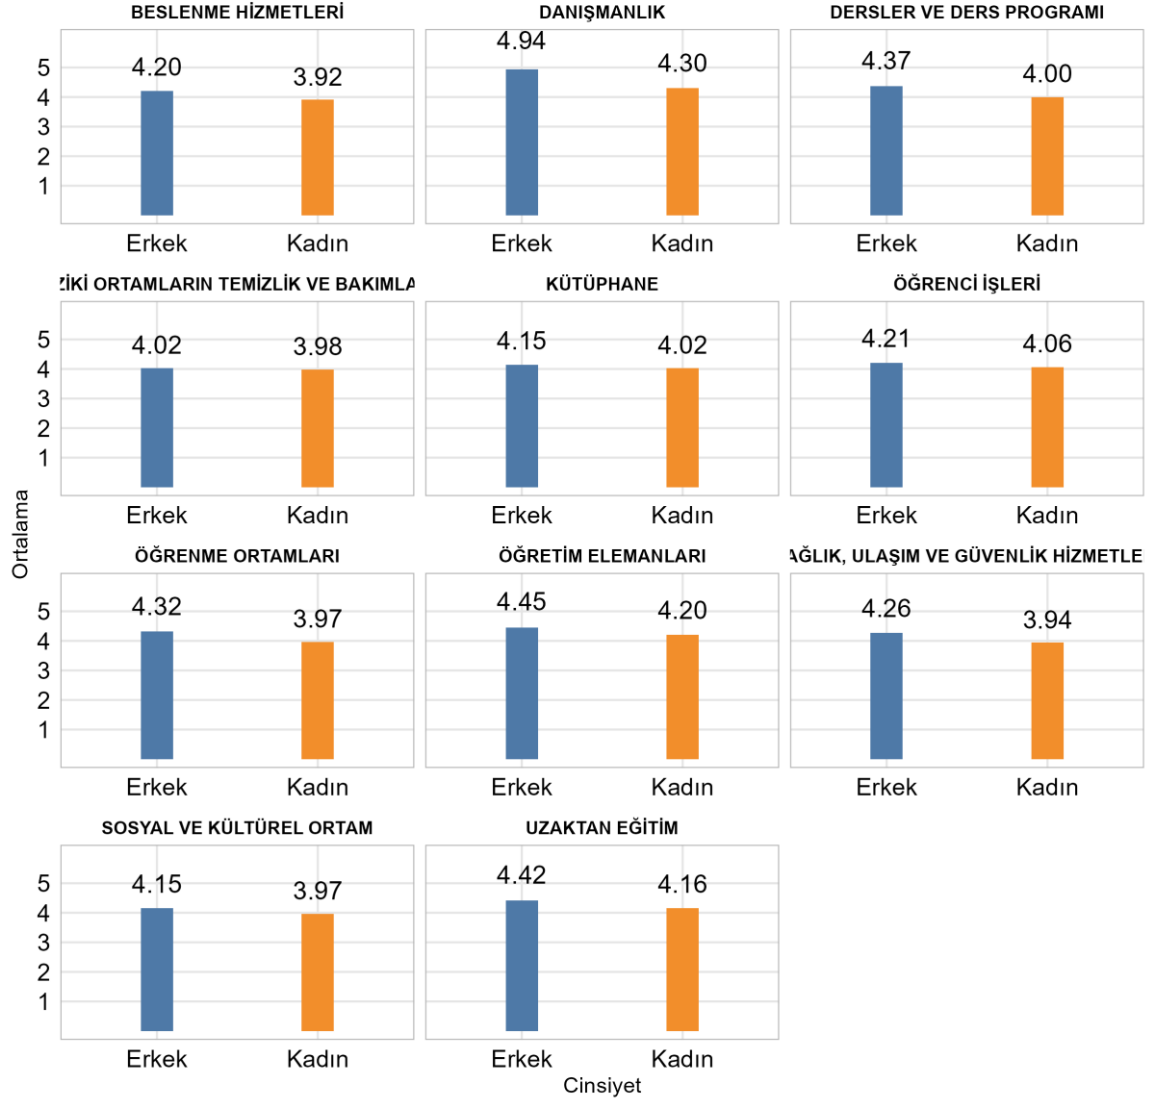 BESLENME HİZMETLERİ
5
4
3
2
1
4.20
3.92
Erkek
Kadın
DANIŞMANLIK
4.94
4.30
Erkek
Kadın
DERSLER VE DERS PROGRAMI
4.37
4.00
Erkek
Kadın
ZİKİ ORTAMLARIN TEMİZLİK VE BAKIMLA
5
4
3
2
1
4.02
3.98
Erkek
Kadın
KÜTÜPHANE
4.15
4.02
Erkek
Kadın
ÖĞRENCİ İŞLERİ
4.21
4.06
Erkek
Kadın
Ortalama
ÖĞRENME ORTAMLARI
5
4
3
2
1
4.32
3.97
Erkek
Kadın
ÖĞRETİM ELEMANLARI
4.45
4.20
Erkek
Kadın
AĞLIK, ULAŞIM VE GÜVENLİK HİZMETLE
4.26
3.94
Erkek
Kadın
SOSYAL VE KÜLTÜREL ORTAM
5
4
3
2
1
4.15
3.97
Erkek
Kadın
UZAKTAN EĞİTİM
4.42
4.16
Erkek
Kadın
Cinsiyet